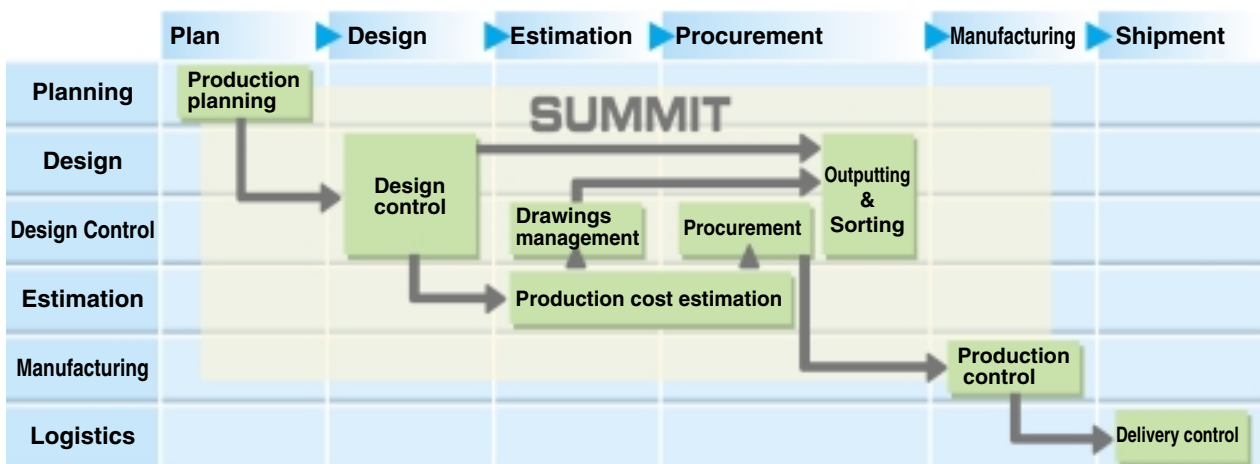 Plan Design Estimation Procurement Manufacturing Shipment
Planning
Production
planning
SUMMIT
Design
Design
control
Outputting
&
Sorting
Design Control
Drawings
management
Procurement
Estimation
Production cost estimation
Manufacturing
Production
control
Logistics
Delivery control